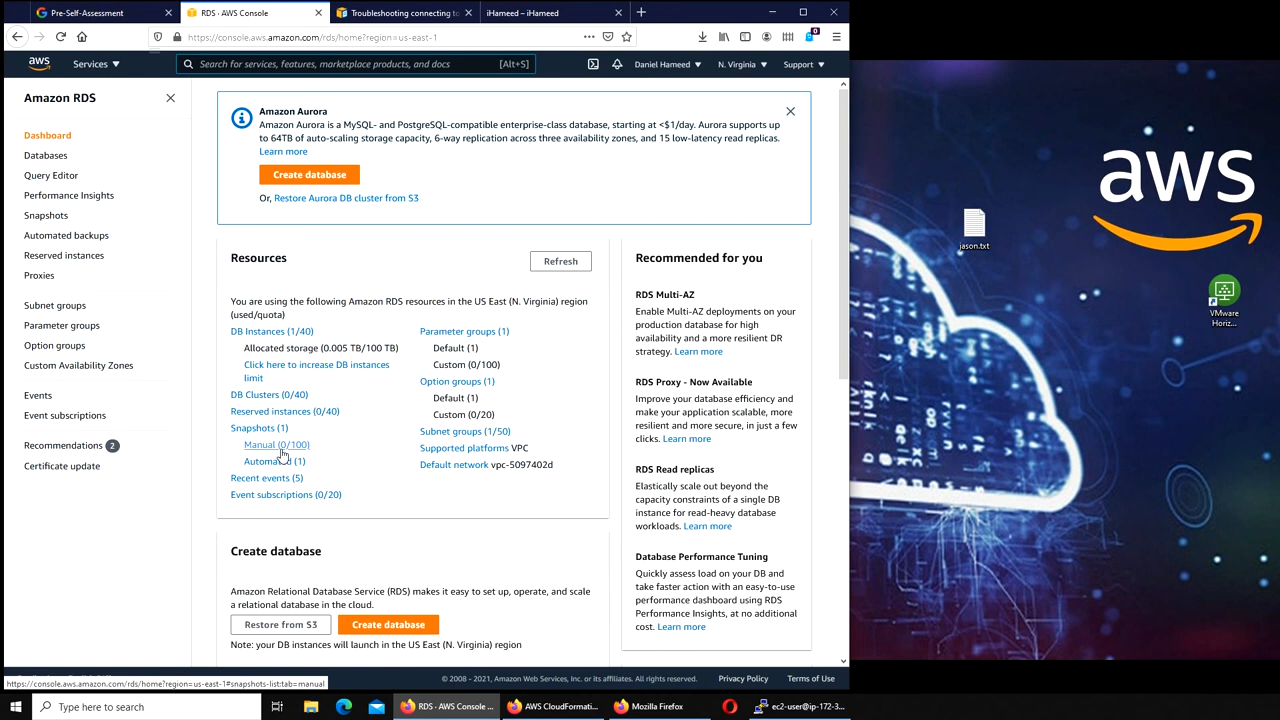 Pre-Self-Assessment
RDS · AWS Console
Troubleshooting connecting to
iHameed – iHameed
https://console.aws.amazon.com/rds/home?region=us-east-1
0
aws
Services
Search for services, features, marketplace products, and docs
[Alt+S]
Daniel Hameed
N. Virginia
Support
Amazon RDS
Dashboard
Databases
Query Editor
Performance Insights
Snapshots
Automated backups
Reserved instances
Proxies
Subnet groups
Parameter groups
Option groups
Custom Availability Zones
Events
Event subscriptions
Recommendations 2
Certificate update
Amazon Aurora
Amazon Aurora is a MySQL- and PostgreSQL-compatible enterprise-class database, starting at <$1/day. Aurora supports up
to 64TB of auto-scaling storage capacity, 6-way replication across three availability zones, and 15 low-latency read replicas.
Learn more
Create database
Or, Restore Aurora DB cluster from S3
Resources
Refresh
You are using the following Amazon RDS resources in the US East (N. Virginia) region
(used/quota)
DB Instances (1/40)
Allocated storage (0.005 TB/100 TB)
Click here to increase DB instances
limit
DB Clusters (0/40)
Reserved instances (0/40)
Snapshots (1)
Manual (0/100)
Automated (1)
Recent events (5)
Event subscriptions (0/20)
Parameter groups (1)
Default (1)
Custom (0/100)
Option groups (1)
Default (1)
Custom (0/20)
Subnet groups (1/50)
Supported platforms VPC
Default network vpc-5097402d
Create database
Amazon Relational Database Service (RDS) makes it easy to set up, operate, and scale
a relational database in the cloud.
Restore from S3
Create database
Note: your DB instances will launch in the US East (N. Virginia) region
Recommended for you
RDS Multi-AZ
Enable Multi-AZ deployments on your
production database for high
availability and a more resilient DR
strategy. Learn more
RDS Proxy - Now Available
Improve your database efficiency and
make your application scalable, more
resilient and more secure, in just a few
clicks. Learn more
RDS Read replicas
Elastically scale out beyond the
capacity constraints of a single DB
instance for read-heavy database
workloads. Learn more
Database Performance Tuning
Quickly assess load on your DB and
take faster action with an easy-to-use
performance dashboard using RDS
Performance Insights, at no additional
cost. Learn more
https://console.aws.amazon.com/rds/home?region=us-east-1#snapshots-list:tab=manual
© 2008 - 2021, Amazon Web Services, Inc. or its affiliates. All rights reserved.
Privacy Policy
Terms of Use
aws
jason.txt
VMware
Horiz...
Type here to search
RDS · AWS Console ...
AWS CloudFormati...
Mozilla Firefox
ec2-user@ip-172-3...